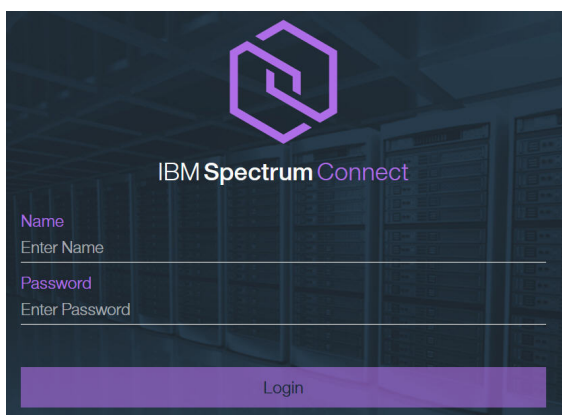 IBM Spectrum Connect
Name
Enter Name
Password
Enter Password
Login